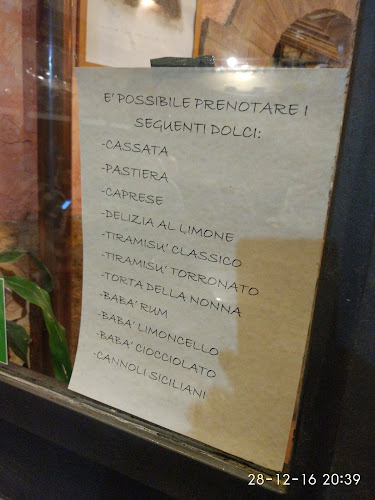 E' POSSIBILE PRENOTARE I
SEGUENTI DOLCI:
-CASSATA
-PASTIERA
-CAPRESE
-DELIZIA AL LIMONE
-TIRAMISU' CLASSICO
-TIRAMISU' TORRONATO
-TORTA DELLA NONNA
-BABA' RUM
-BABA' LIMONCELLO
-BABA' CIOCCIOLATO
-CANNOLI SICILIANI
28-12-16 20:39